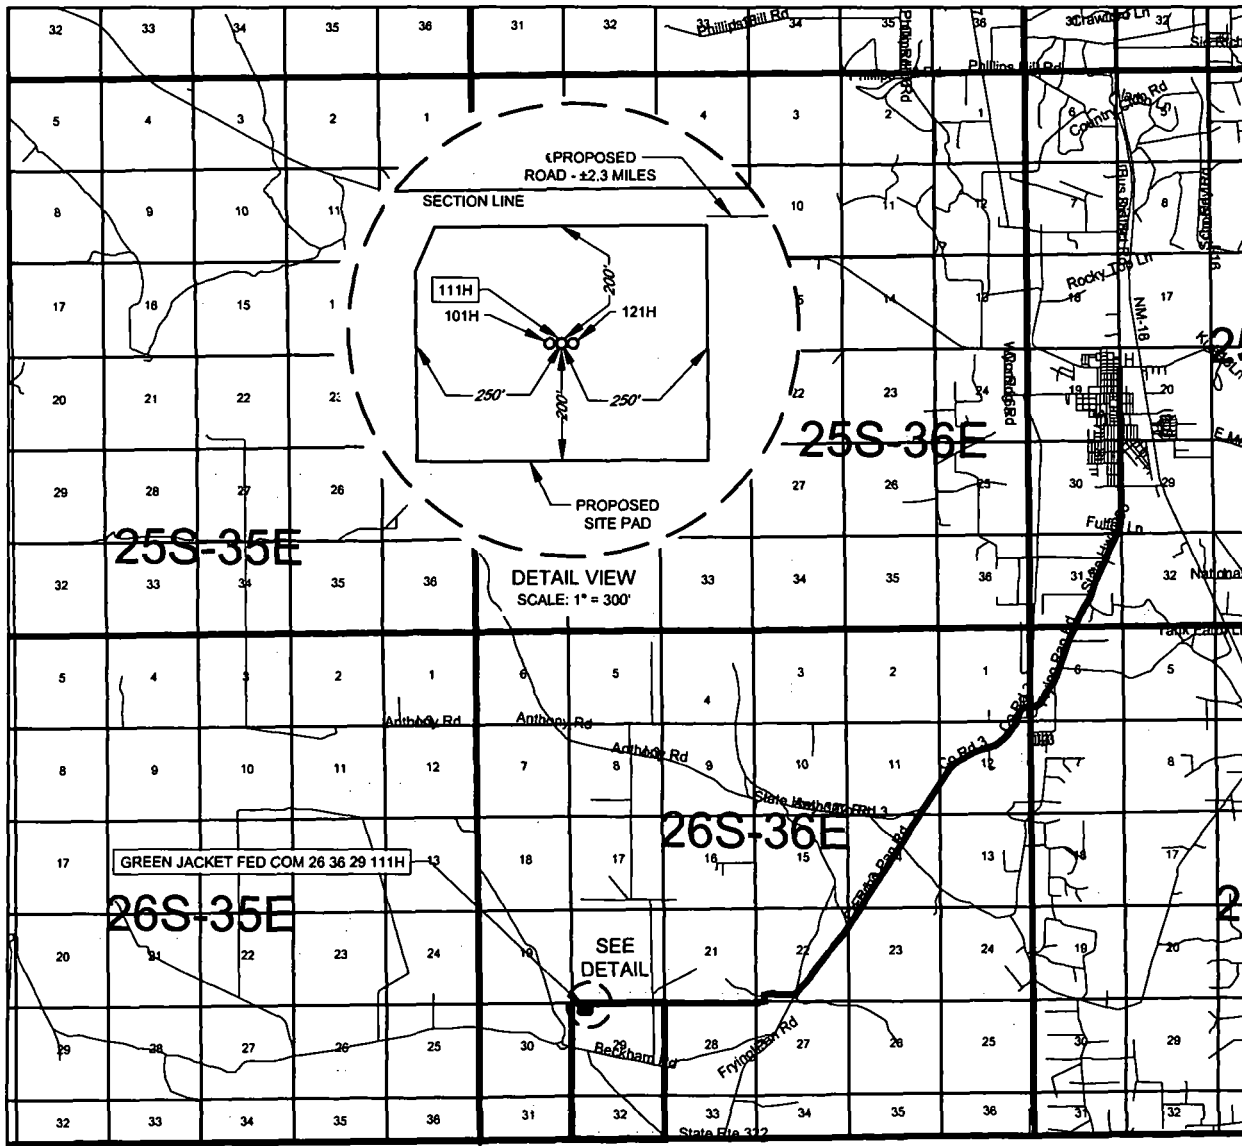 32 33 34 35 36 31 32 33 34 35 36 32
Phillips Hill Rd
Crawford Ln
Phillips Hill Rd
5 4 3 2 1 4 3 2 1 6 5
Country Club Rd
8 9 10 11 10 11 12 7 8
17 16 15 14 18 17
Rocky Top Ln
NM-18
20 21 22 22 23 24 19 20
29 28 27 26 27 26 25 30 29
32 33 34 35 36 33 34 35 36 31 32
PROPOSED
ROAD - ±2.3 MILES
SECTION LINE
200'
111H
101H
121H
250'
200'
250'
PROPOSED
SITE PAD
DETAIL VIEW
SCALE: 1" = 300'
25S-35E
25S-36E
5 4 3 2 1 6 5 4 3 2 1 6 5
Anthony Rd
Anthony Rd
Anthony Rd
Co Rd 3
8 9 10 11 12 7 8 9 10 11 12 7 8
26S-36E
17 13 18 17 16 15 13 18 17
GREEN JACKET FED COM 26 36 29 111H
26S-35E
20 21 22 23 24 19 21 22 23 24 19 20
SEE
DETAIL
29 28 27 26 25 30 29 28 27 26 25 30 29
Beckham Rd
Frying Pan Rd
32 33 34 35 36 31 32 33 34 35 36 31 32
State Rte 322